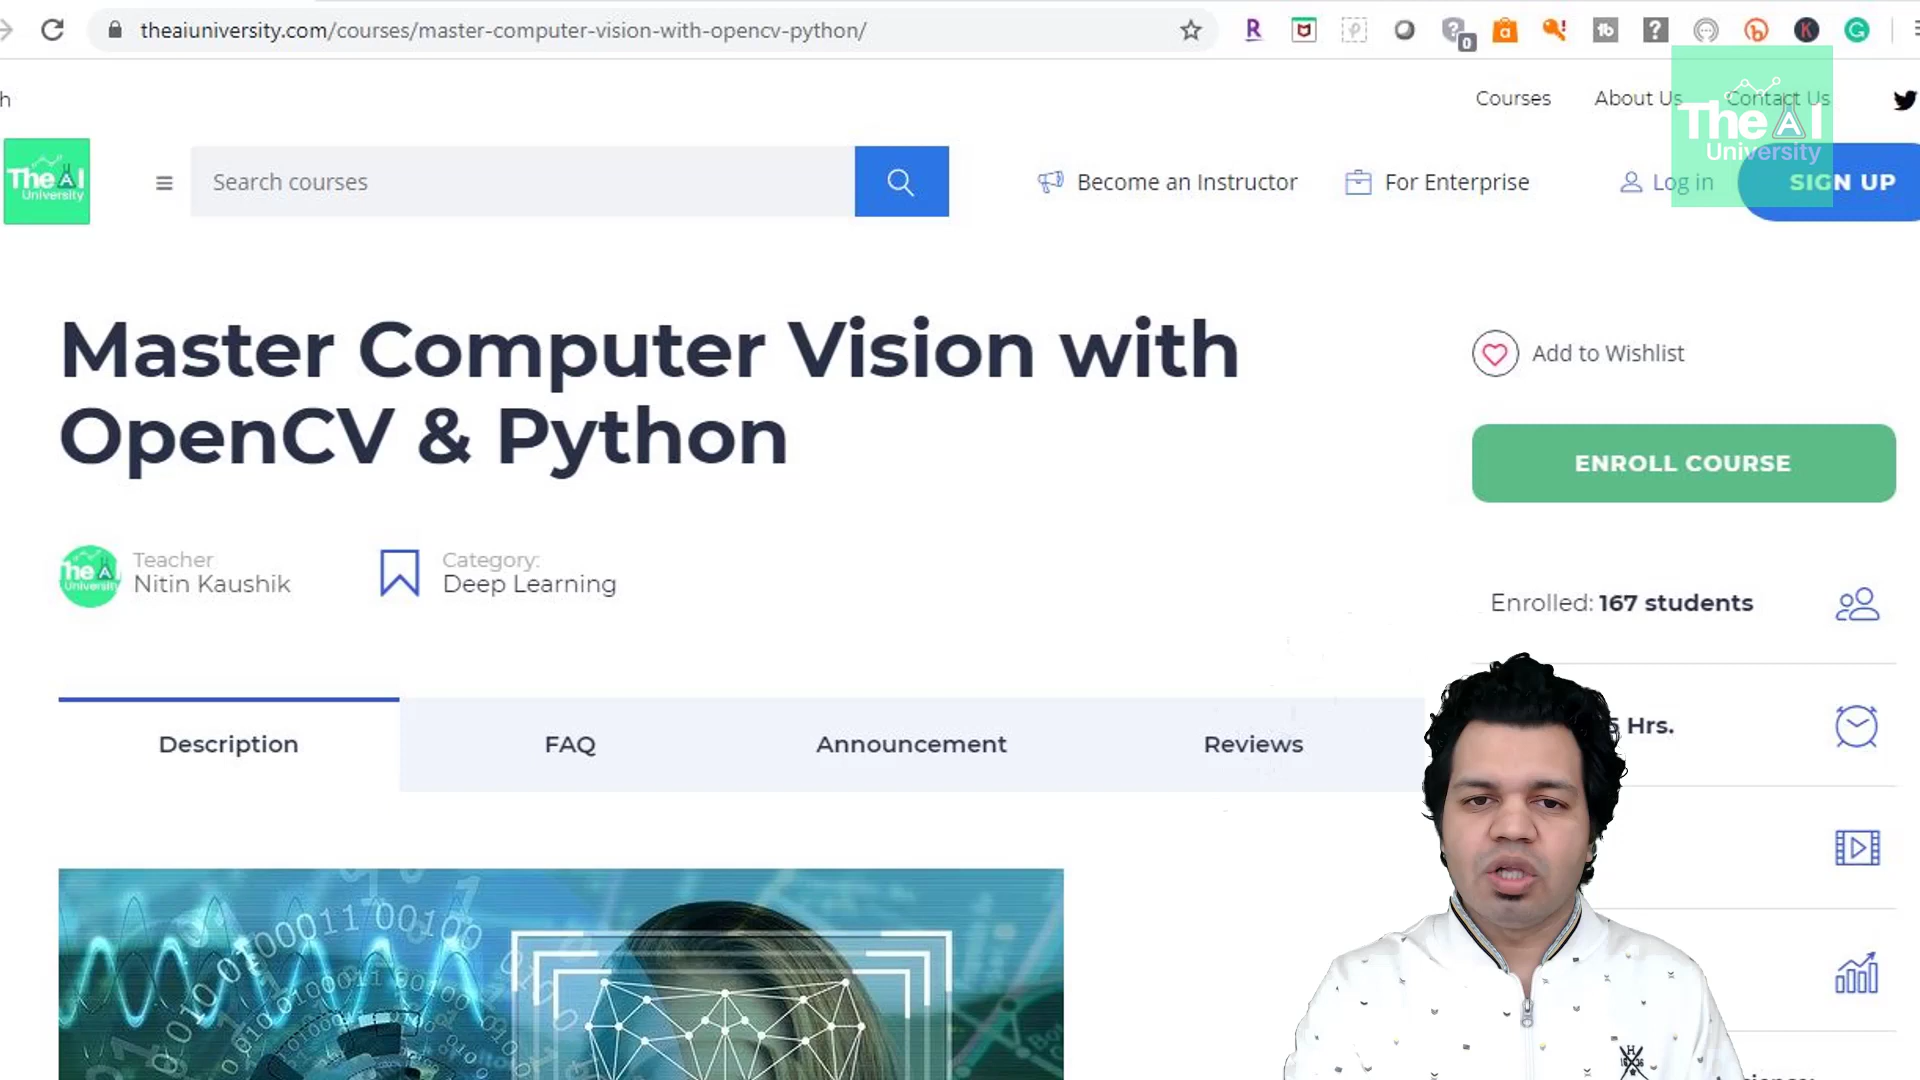 theaiuniversity.com/courses/master-computer-vision-with-opencv-python/
0
h
Courses
About Us
Contact Us
The AI
University
The AI
University
Search courses
Become an Instructor
For Enterprise
Log in
SIGN UP
Master Computer Vision with
OpenCV & Python
Add to Wishlist
ENROLL COURSE
Teacher
Nitin Kaushik
Category:
Deep Learning
Enrolled: 167 students
5 Hrs.
Description
FAQ
Announcement
Reviews